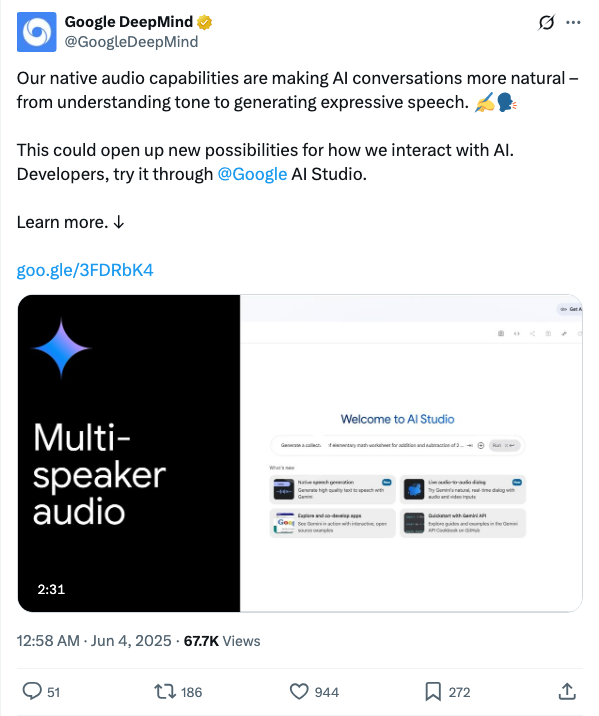 Google DeepMind
@GoogleDeepMind
Our native audio capabilities are making AI conversations more natural –
from understanding tone to generating expressive speech. ✍️🗣️
This could open up new possibilities for how we interact with AI.
Developers, try it through @Google AI Studio.
Learn more. ↓
goo.gle/3FDRbK4
Multi-
speaker
audio
2:31
Get A
Welcome to AI Studio
Generate a collecti. if elementary math worksheet for addition and subtraction of 2...
Run
What's new
Native speech generation
New
Generate high quality text to speech with
Gemini
Live audio-to-audio dialog
New
Try Gemini's natural, real-time dialog with
audio and video inputs
Explore and co-develop apps
See Gemini in action with interactive, open
source examples
Goog
Quickstart with Gemini API
Explore guides and examples in the Gemini
API Cookbook on GitHub
12:58 AM · Jun 4, 2025 · 67.7K Views
51
186
944
272